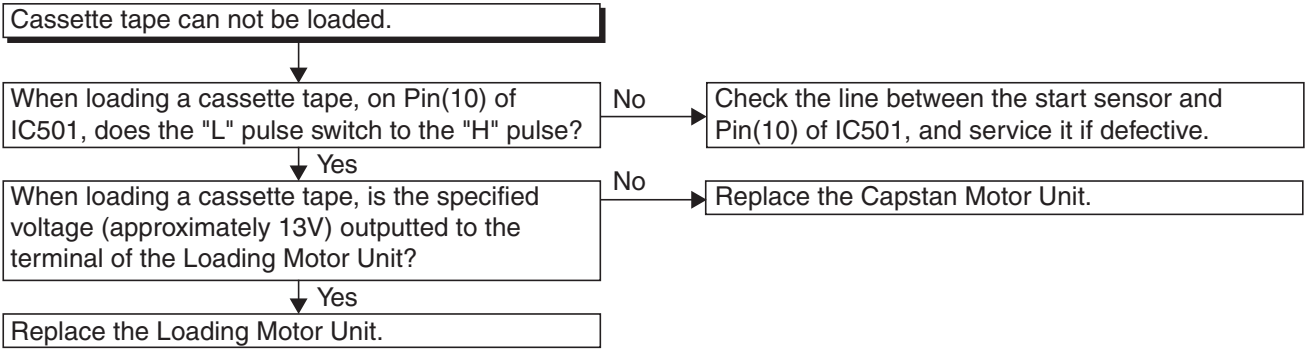 Cassette tape can not be loaded.
When loading a cassette tape, on Pin(10) of
IC501, does the "L" pulse switch to the "H" pulse?
No
Check the line between the start sensor and
Pin(10) of IC501, and service it if defective.
Yes
When loading a cassette tape, is the specified
voltage (approximately 13V) outputted to the
terminal of the Loading Motor Unit?
No
Replace the Capstan Motor Unit.
Yes
Replace the Loading Motor Unit.